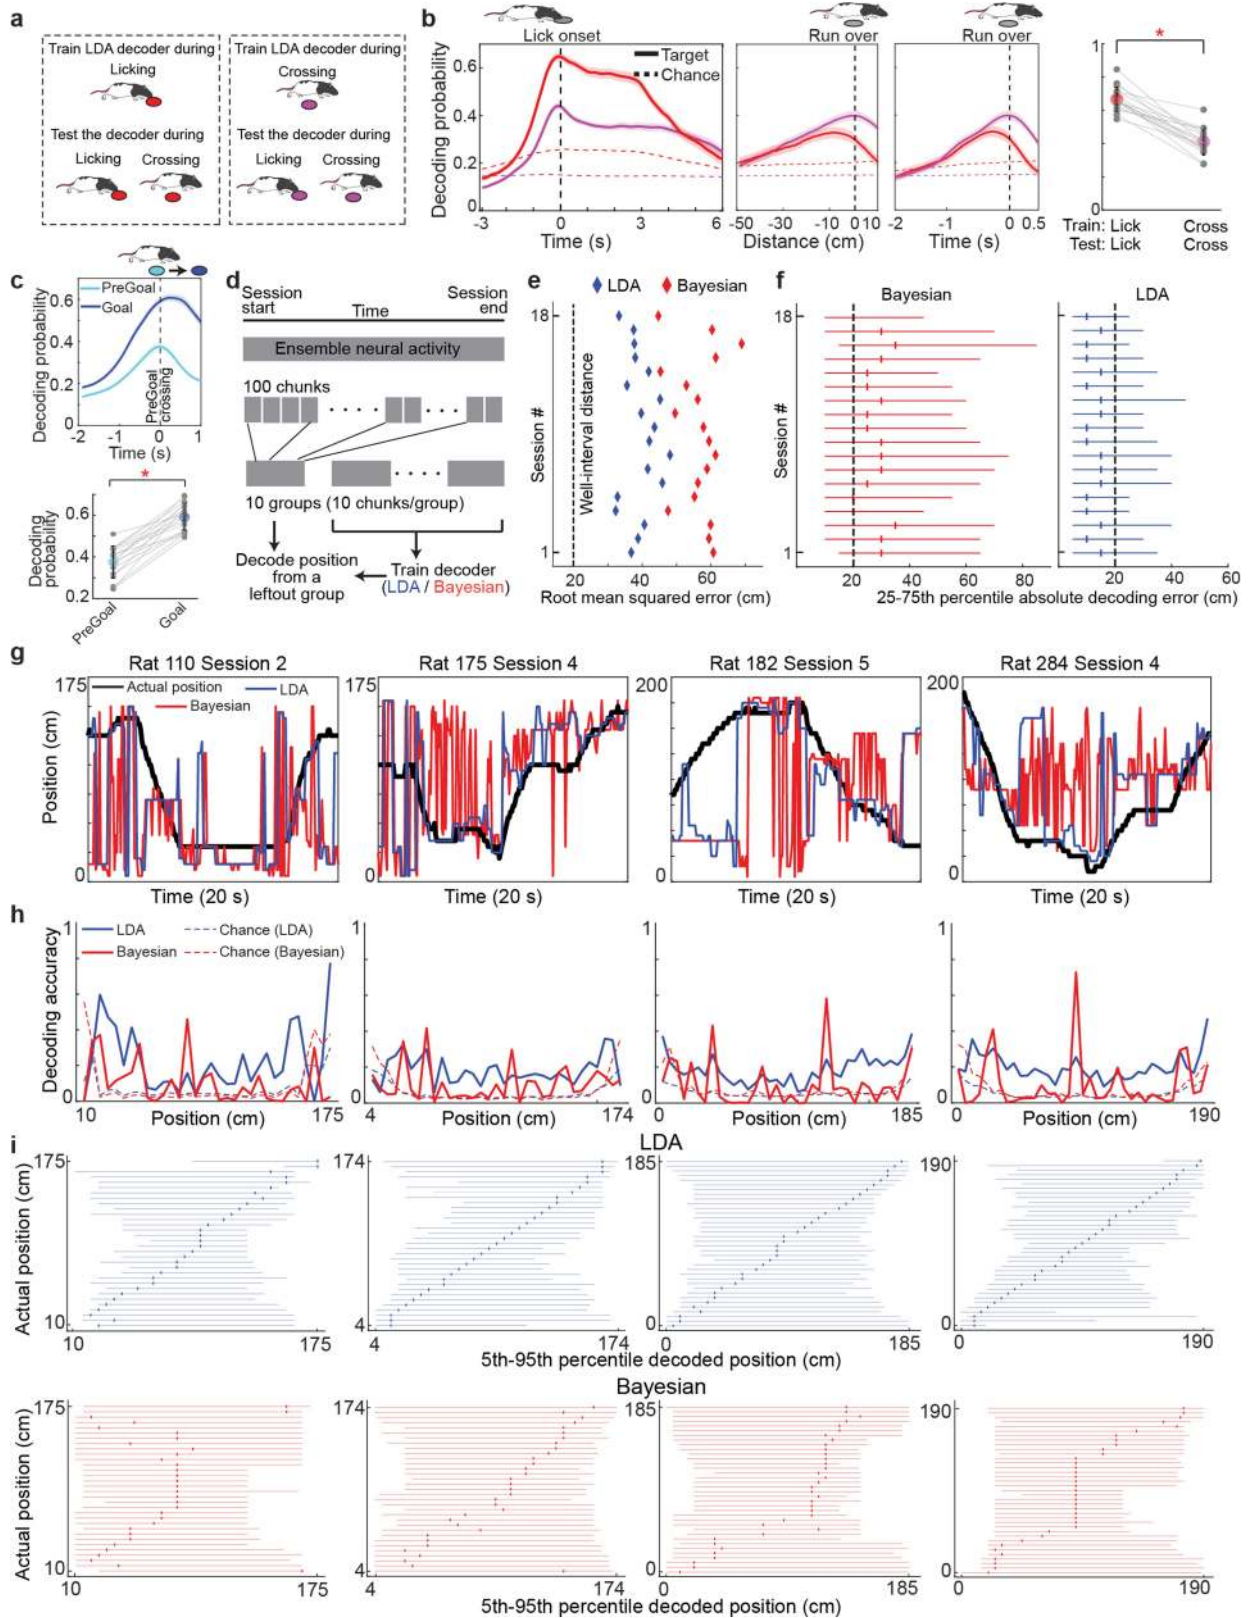 a
Train LDA decoder during
Licking
Test the decoder during
Licking Crossing
Train LDA decoder during
Crossing
Test the decoder during
Licking Crossing
b
Lick onset
Target
Chance
Decoding probability
0.6
0.4
0.2
0
-3 0 3 6
Time (s)
Run over
-50 -30 -10 0 10
Distance (cm)
Run over
-2 -1 0 0.5
Time (s)
1
*
0
Train: Lick Cross
Test: Lick Cross
c
PreGoal
Goal
Decoding probability
0.6
0.4
0.2
0
PreGoal
crossing
-2 -1 0 1
Time (s)
*
Decoding
probability
0.6
0.4
0.2
PreGoal
Goal
d
Session
start
Time
Session
end
Ensemble neural activity
100 chunks
10 groups (10 chunks/group)
Decode position
from a
leftout group
Train decoder
(LDA / Bayesian)
e
LDA
Bayesian
Session #
18
1
Well-interval distance
20 40 60
Root mean squared error (cm)
f
Bayesian
LDA
Session #
18
1
20 40 60 80
0 20 40 60
25-75th percentile absolute decoding error (cm)
g
Rat 110 Session 2
Rat 175 Session 4
Rat 182 Session 5
Rat 284 Session 4
Position (cm)
175
0
Actual position
LDA
Bayesian
175
0
200
0
200
0
Time (20 s)
Time (20 s)
Time (20 s)
Time (20 s)
h
Decoding accuracy
1
0
LDA
Bayesian
Chance (LDA)
Chance (Bayesian)
1
0
1
0
1
0
10 Position (cm) 175
4 Position (cm) 174
0 Position (cm) 185
0 Position (cm) 190
i
LDA
Actual position (cm)
175
10
174
4
185
0
190
0
10 175
4 174
0 185
0 190
5th-95th percentile decoded position (cm)
Bayesian
Actual position (cm)
175
10
174
4
185
0
190
0
10 175
4 174
0 185
0 190
5th-95th percentile decoded position (cm)